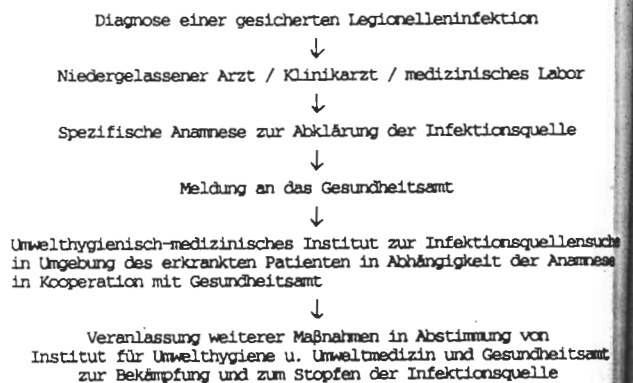 Diagnose einer gesicherten Legionelleninfektion
↓
Niedergelassener Arzt / Klinikarzt / medizinisches Labor
↓
Spezifische Anamnese zur Abklärung der Infektionsquelle
↓
Meldung an das Gesundheitsamt
↓
Umwelthygienisch-medizinisches Institut zur Infektionsquellensuche
in Umgebung des erkrankten Patienten in Abhängigkeit der Anamnese
in Kooperation mit Gesundheitsamt
↓
Veranlassung weiterer Maßnahmen in Abstimmung von
Institut für Umwelthygiene u. Umweltmedizin und Gesundheitsamt
zur Bekämpfung und zum Stopfen der Infektionsquelle